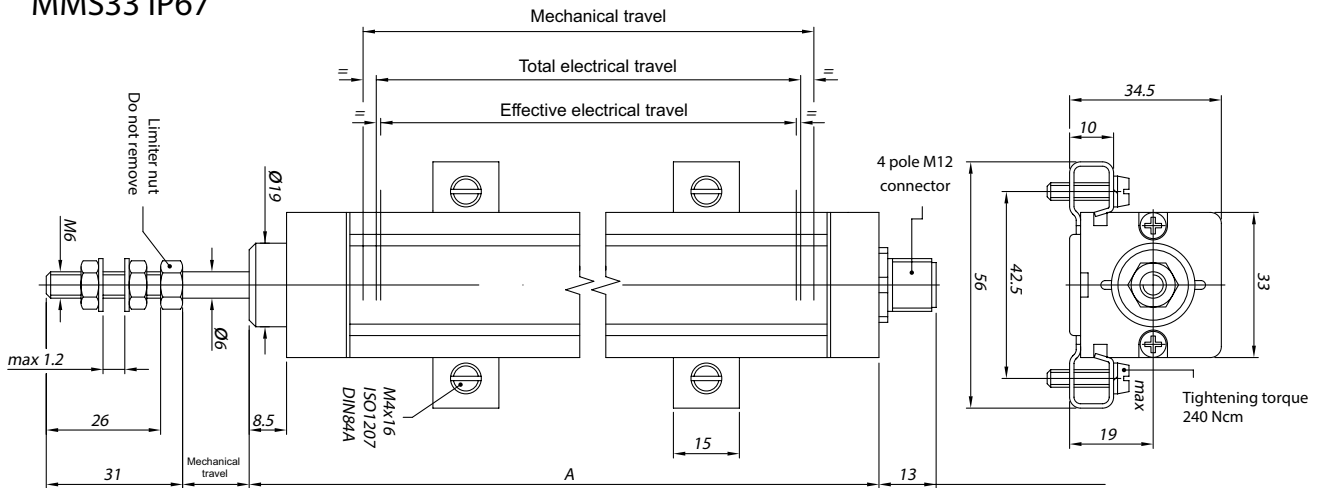 MMS33 IP67
Mechanical travel
=
Total electrical travel
=
=
Effective electrical travel
=
Limiter nut
Do not remove
Ø19
M6
Ø6
max 1.2
26
8.5
31
Mechanical
travel
M4x16
ISO1207
DIN84A
15
A
13
4 pole M12
connector
34.5
10
56
42.5
33
max
19
Tightening torque
240 Ncm